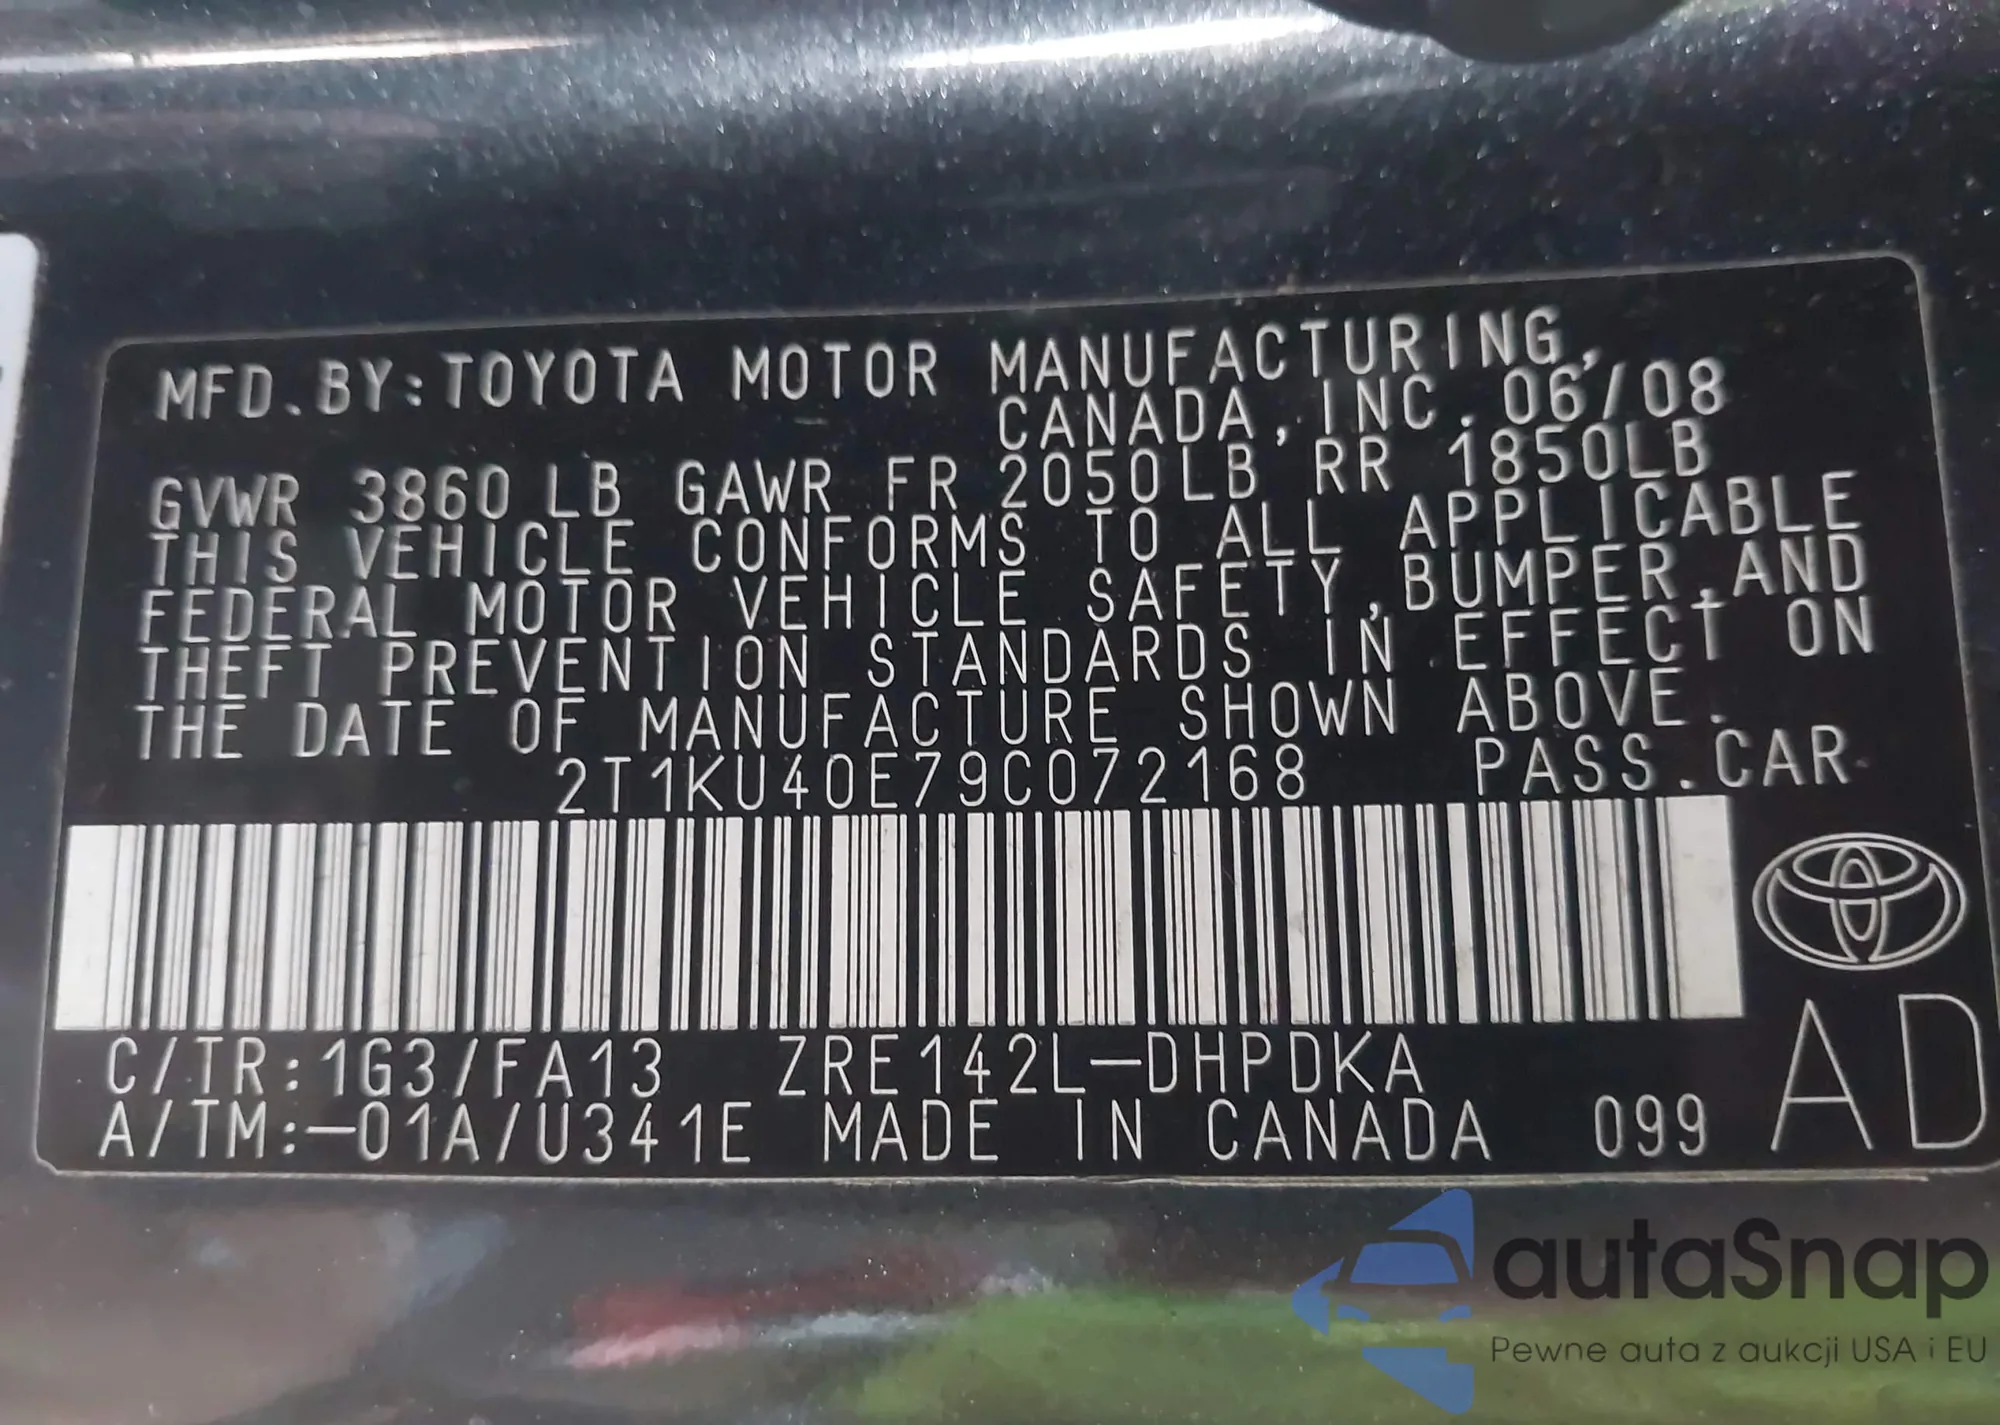 MFD.BY:TOYOTA MOTOR MANUFACTURING,
CANADA, INC. 06/08
GVWR 3860 LB GAWR FR 2050LB RR 1850LB
THIS VEHICLE CONFORMS TO ALL APPLICABLE
FEDERAL MOTOR VEHICLE SAFETY, BUMPER, AND
THEFT PREVENTION STANDARDS IN EFFECT ON
THE DATE OF MANUFACTURE SHOWN ABOVE.
2T1KU40E79C072168 PASS.CAR
C/TR:1G3/FA13 ZRE142L-DHPDKA
A/TM:-01A/U341E MADE IN CANADA 099
AD
autaSnap
Pewne auta z aukcji USA i EU